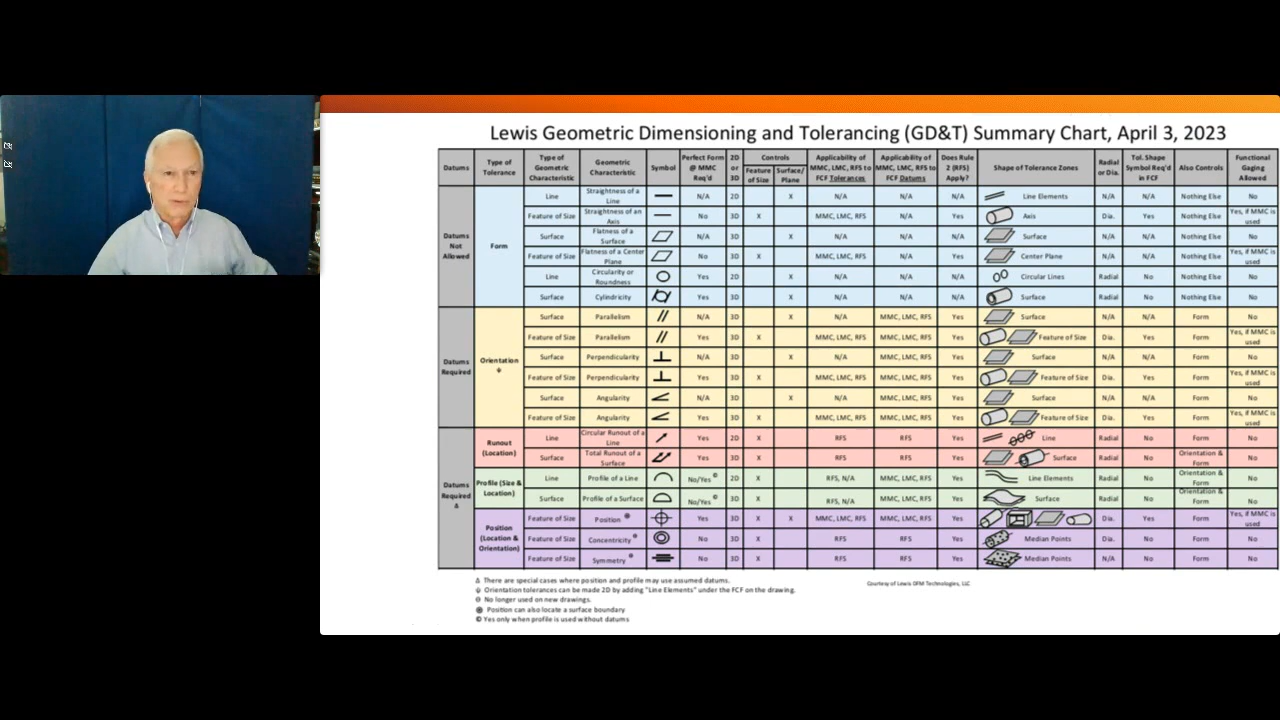 Lewis Geometric Dimensioning and Tolerancing (GD&T) Summary Chart, April 3, 2023
Datums | Type of Tolerance | Type of Geometric Characteristic | Geometric Characteristic | Symbol | Perfect Form @ MMC Req'd | 2D or 3D | Controls Feature of Size | Controls Surface/Plane | Applicability of MMC, LMC, RFS to FCF Tolerances | Applicability of MMC, LMC, RFS to FCF Datums | Does Rule 2 (RFS) Apply? | Shape of Tolerance Zones | Radial or Dia. | Tol. Shape Symbol Req'd in FCF | Also Controls | Functional Gaging Allowed
Datums Not Allowed
Form
Line | Straightness of a Line | N/A | 2D | X | N/A | N/A | N/A | Line Elements | N/A | N/A | Nothing Else | No
Feature of Size | Straightness of an Axis | No | 3D | X | MMC, LMC, RFS | N/A | Yes | Axis | Dia. | Yes | Nothing Else | Yes, if MMC is used
Surface | Flatness of a Surface | N/A | 3D | X | N/A | N/A | N/A | Surface | N/A | N/A | Nothing Else | No
Feature of Size | Flatness of a Center Plane | No | 3D | X | MMC, LMC, RFS | N/A | Yes | Center Plane | N/A | No | Nothing Else | Yes, if MMC is used
Line | Circularity or Roundness | Yes | 2D | X | N/A | N/A | N/A | Circular Lines | Radial | No | Nothing Else | No
Surface | Cylindricity | Yes | 3D | X | N/A | N/A | N/A | Surface | Radial | No | Nothing Else | No
Datums Required
Orientation ψ
Surface | Parallelism | N/A | 3D | X | N/A | MMC, LMC, RFS | Yes | Surface | N/A | N/A | Form | No
Feature of Size | Parallelism | Yes | 3D | X | MMC, LMC, RFS | MMC, LMC, RFS | Yes | Feature of Size | Dia. | Yes | Form | Yes, if MMC is used
Surface | Perpendicularity | N/A | 3D | X | N/A | MMC, LMC, RFS | Yes | Surface | N/A | N/A | Form | No
Feature of Size | Perpendicularity | Yes | 3D | X | MMC, LMC, RFS | MMC, LMC, RFS | Yes | Feature of Size | Dia. | Yes | Form | Yes, if MMC is used
Surface | Angularity | N/A | 3D | X | N/A | MMC, LMC, RFS | Yes | Surface | N/A | N/A | Form | No
Feature of Size | Angularity | Yes | 3D | X | MMC, LMC, RFS | MMC, LMC, RFS | Yes | Feature of Size | Dia. | Yes | Form | Yes, if MMC is used
Datums Required Δ
Runout (Location)
Line | Circular Runout of a Line | Yes | 2D | X | RFS | RFS | Yes | Line | Radial | No | Form | No
Surface | Total Runout of a Surface | Yes | 3D | X | RFS | RFS | Yes | Surface | Radial | No | Orientation & Form | No
Profile (Size & Location)
Line | Profile of a Line | No/Yes © | 2D | X | RFS, N/A | MMC, LMC, RFS | Yes | Line Elements | Radial | No | Orientation & Form | No
Surface | Profile of a Surface | No/Yes © | 3D | X | RFS, N/A | MMC, LMC, RFS | Yes | Surface | Radial | No | Orientation & Form | No
Position (Location & Orientation)
Feature of Size | Position | Yes | 3D | X | X | MMC, LMC, RFS | MMC, LMC, RFS | Yes | Dia. | Yes | Form | Yes, if MMC is used
Feature of Size | Concentricity | No | 3D | X | RFS | RFS | Yes | Median Points | Dia. | No | Form | No
Feature of Size | Symmetry | No | 3D | X | RFS | RFS | Yes | Median Points | N/A | No | Form | No
Δ There are special cases where position and profile may use assumed datums.
ψ Orientation tolerances can be made 2D by adding "Line Elements" under the FCF on the drawing.
No longer used on new drawings.
Position can also locate a surface boundary
© Yes only when profile is used without datums
Courtesy of Lewis DFM Technologies, LLC